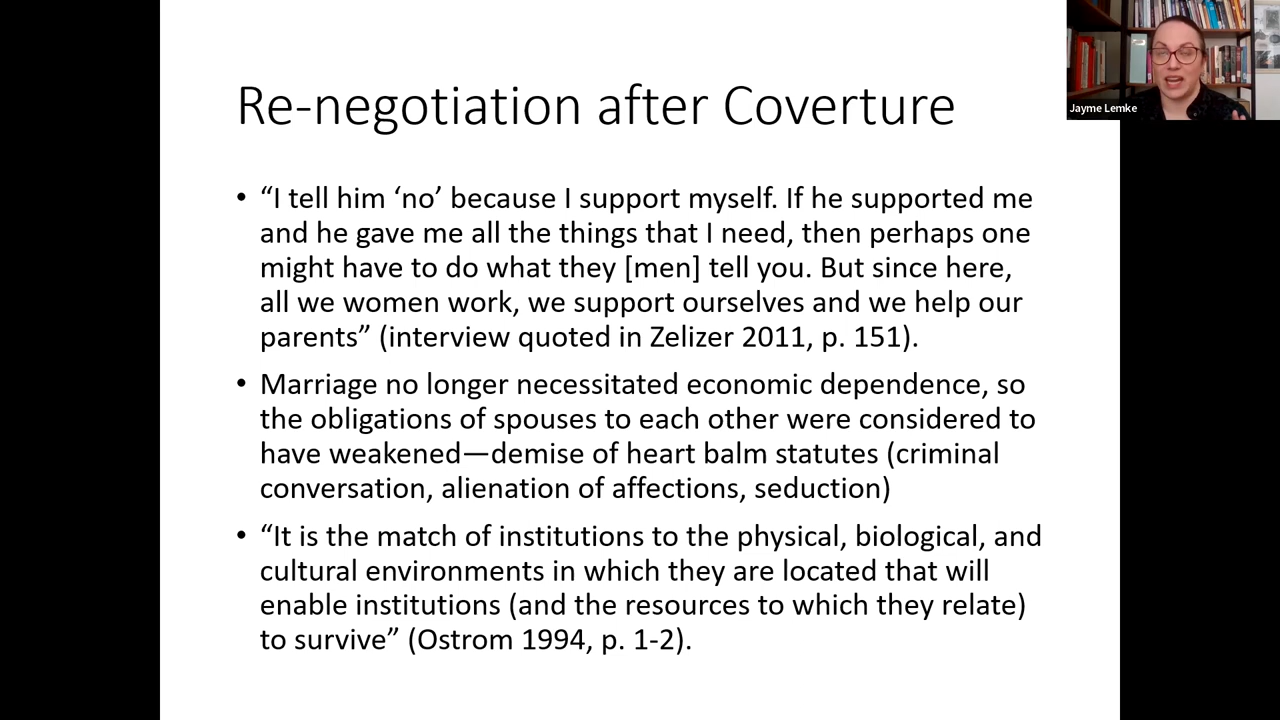 Re-negotiation after Coverture
Jayme Lemke
• “I tell him ‘no’ because I support myself. If he supported me
and he gave me all the things that I need, then perhaps one
might have to do what they [men] tell you. But since here,
all we women work, we support ourselves and we help our
parents” (interview quoted in Zelizer 2011, p. 151).
• Marriage no longer necessitated economic dependence, so
the obligations of spouses to each other were considered to
have weakened—demise of heart balm statutes (criminal
conversation, alienation of affections, seduction)
• “It is the match of institutions to the physical, biological, and
cultural environments in which they are located that will
enable institutions (and the resources to which they relate)
to survive” (Ostrom 1994, p. 1-2).